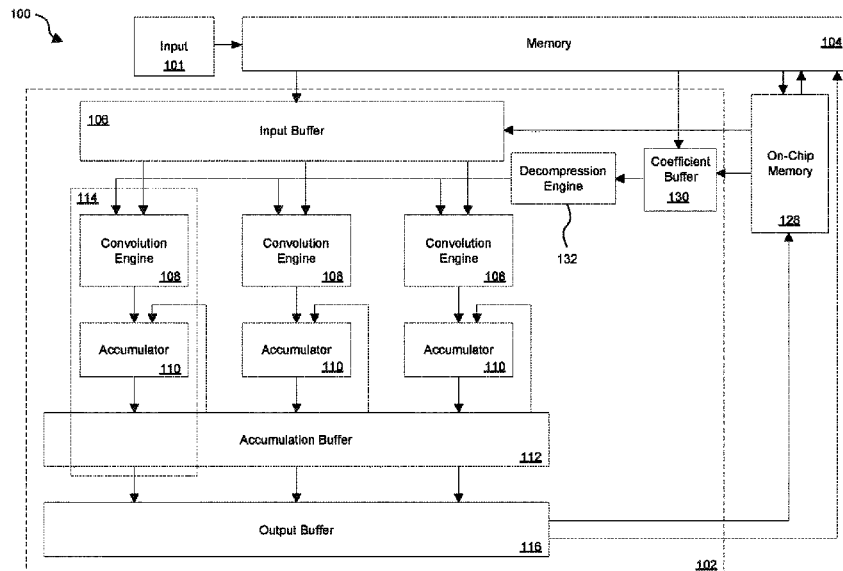 100
Input
101
Memory
104
106
Input Buffer
Decompression
Engine
132
Coefficient
Buffer
130
On-Chip
Memory
128
114
Convolution
Engine
108
Convolution
Engine
108
Convolution
Engine
108
Accumulator
110
Accumulator
110
Accumulator
110
Accumulation Buffer
112
Output Buffer
116
102